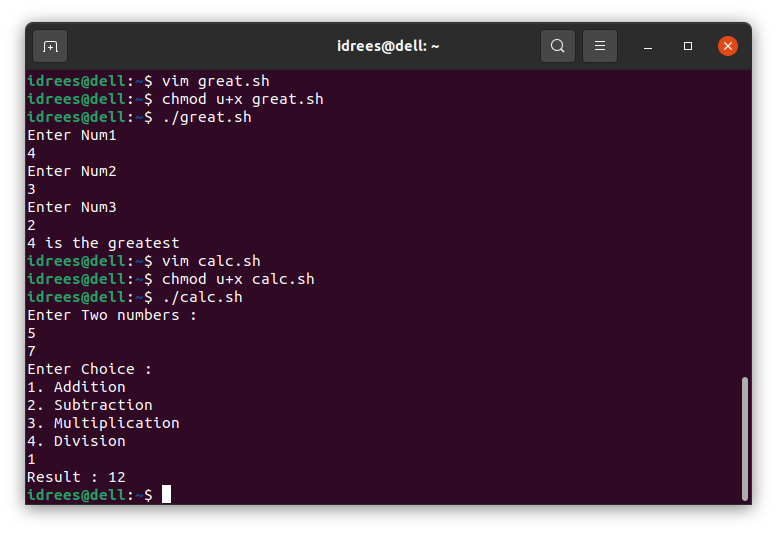 idrees@dell: ~
idrees@dell:~$ vim great.sh
idrees@dell:~$ chmod u+x great.sh
idrees@dell:~$ ./great.sh
Enter Num1
4
Enter Num2
3
Enter Num3
2
4 is the greatest
idrees@dell:~$ vim calc.sh
idrees@dell:~$ chmod u+x calc.sh
idrees@dell:~$ ./calc.sh
Enter Two numbers :
5
7
Enter Choice :
1. Addition
2. Subtraction
3. Multiplication
4. Division
1
Result : 12
idrees@dell:~$